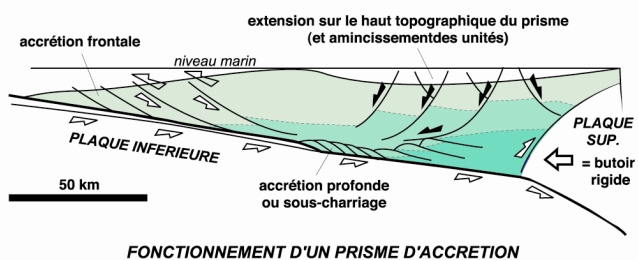 extension sur le haut topographique du prisme
(et amincissementdes unités)
accrétion frontale
niveau marin
PLAQUE INFERIEURE
PLAQUE
SUP.
= butoir
rigide
50 km
accrétion profonde
ou sous-charriage
FONCTIONNEMENT D'UN PRISME D'ACCRETION